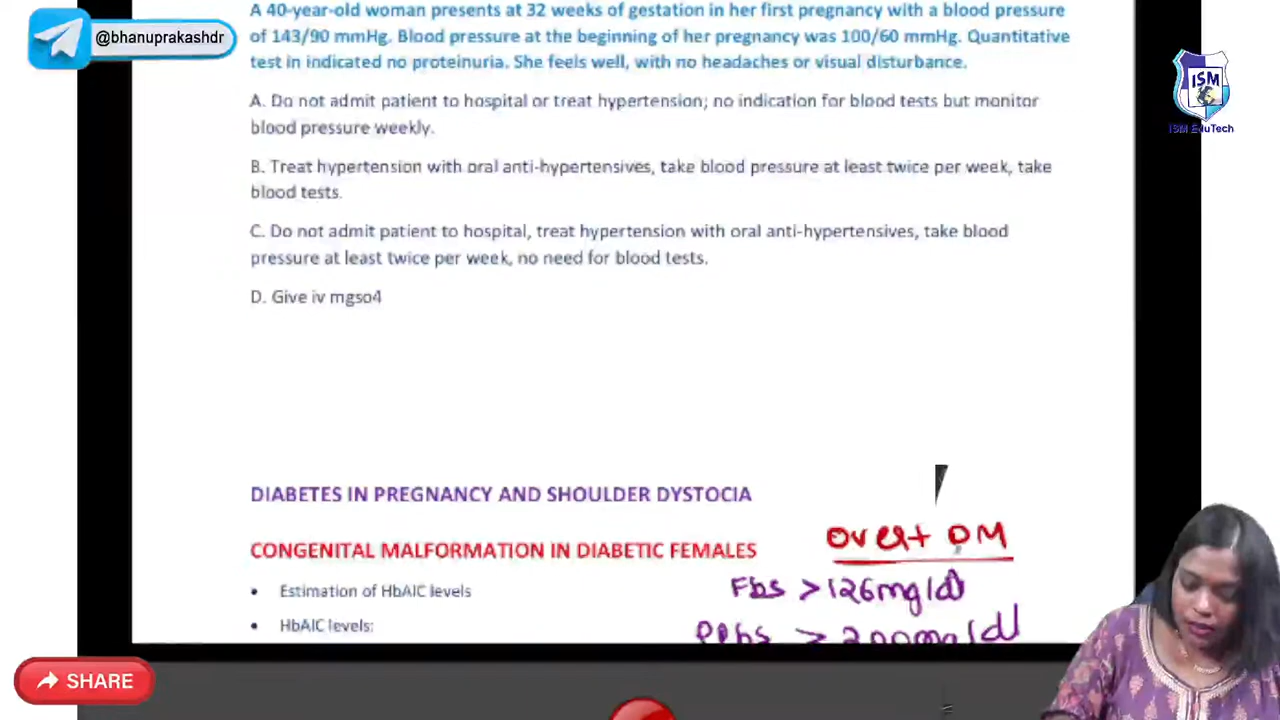 @bhanuprakashdr
A 40-year-old woman presents at 32 weeks of gestation in her first pregnancy with a blood pressure
of 143/90 mmHg. Blood pressure at the beginning of her pregnancy was 100/60 mmHg. Quantitative
test in indicated no proteinuria. She feels well, with no headaches or visual disturbance.
ISM
ISM EduTech
A. Do not admit patient to hospital or treat hypertension; no indication for blood tests but monitor
blood pressure weekly.
B. Treat hypertension with oral anti-hypertensives, take blood pressure at least twice per week, take
blood tests.
C. Do not admit patient to hospital, treat hypertension with oral anti-hypertensives, take blood
pressure at least twice per week, no need for blood tests.
D. Give iv mgso4
DIABETES IN PREGNANCY AND SHOULDER DYSTOCIA
Overt DM
CONGENITAL MALFORMATION IN DIABETIC FEMALES
Fbs > 126mg/dl
• Estimation of HbAIC levels
• HbAIC levels:
PPbs > 200mg/dl
SHARE